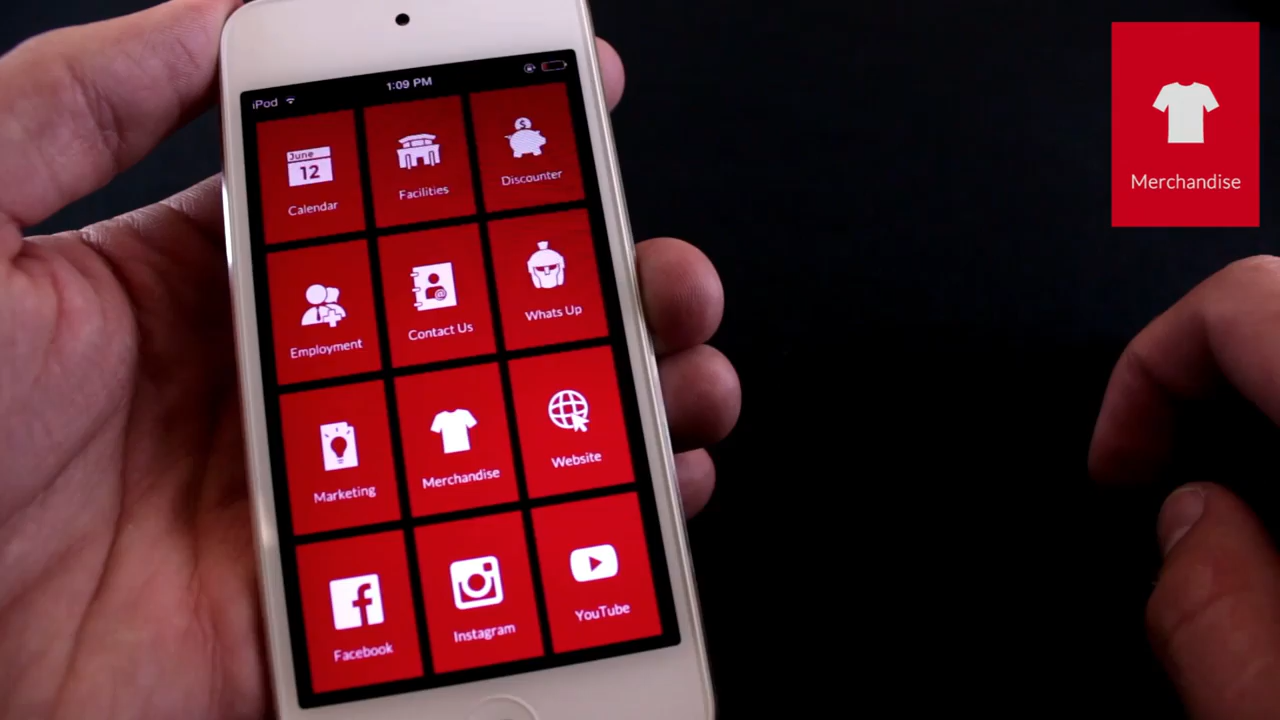 iPod
1:09 PM
June
12
Calendar
Facilities
$
Discounter
Employment
@
Contact Us
Whats Up
Marketing
Merchandise
Website
Facebook
Instagram
YouTube
Merchandise